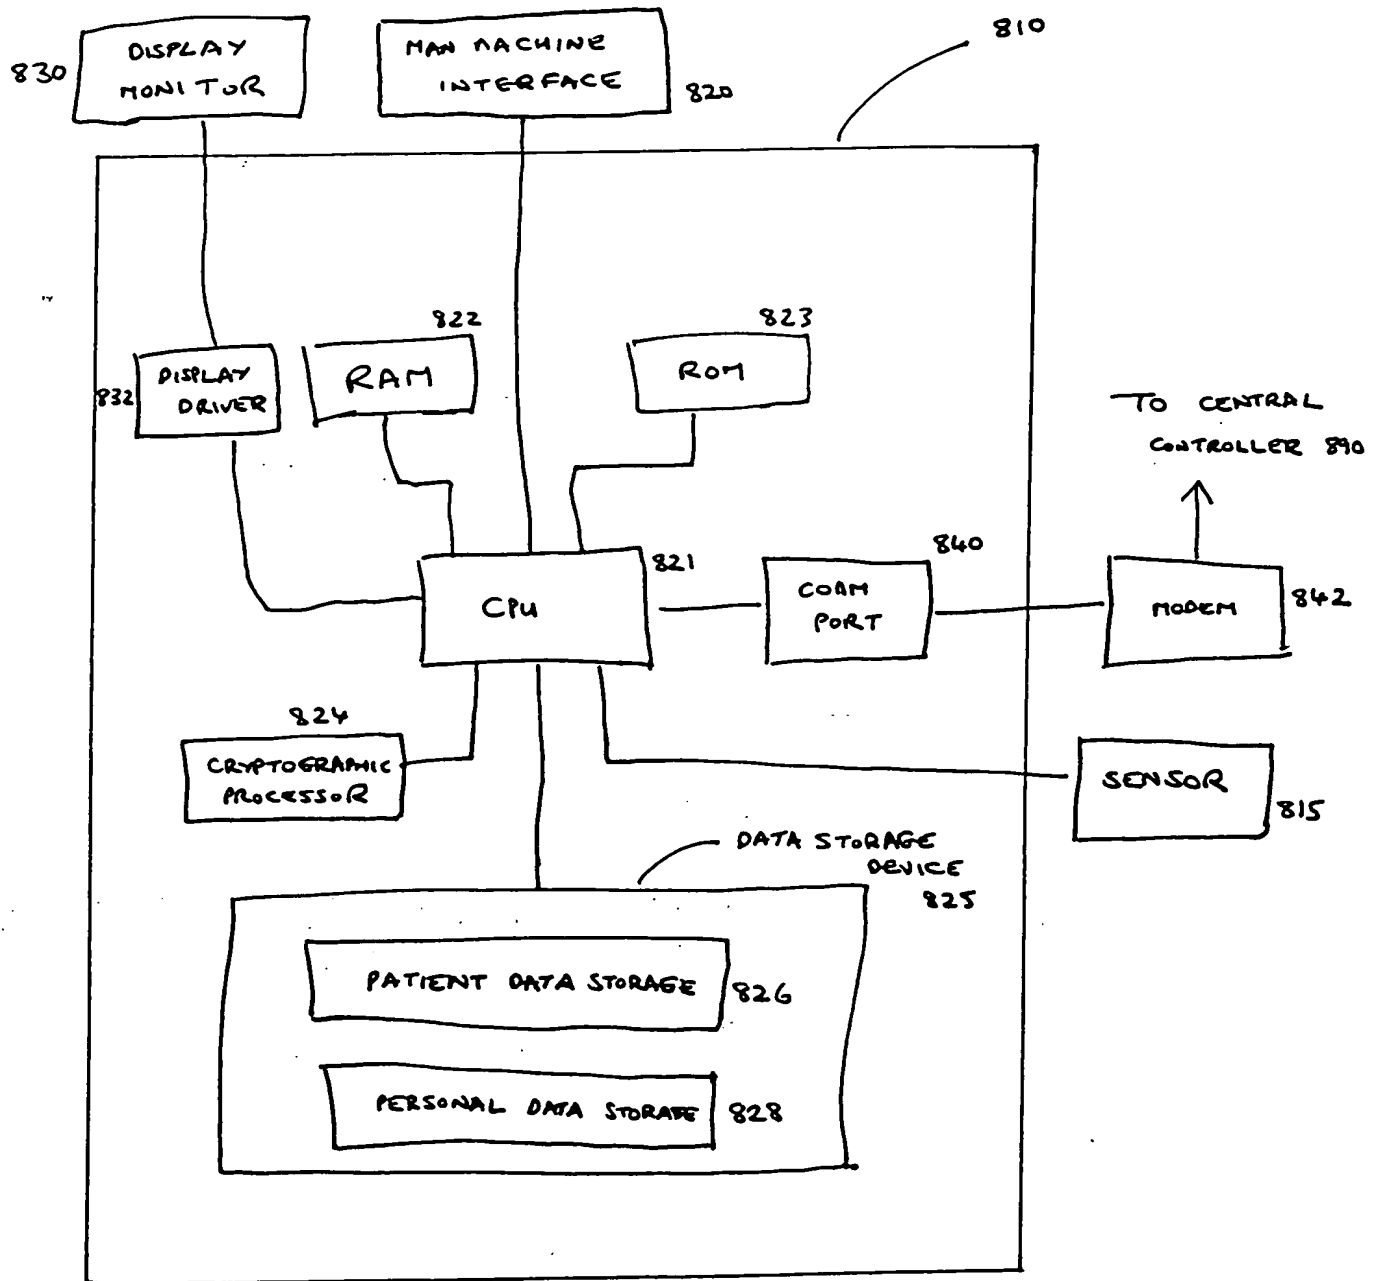 810
DISPLAY
MONITOR
830
MAN MACHINE
INTERFACE
820
822
823
832
DISPLAY
DRIVER
RAM
ROM
TO CENTRAL
CONTROLLER 890
821
840
CPU
COMM
PORT
MODEM
842
824
CRYPTOGRAPHIC
PROCESSOR
SENSOR
815
DATA STORAGE
DEVICE
825
PATIENT DATA STORAGE
826
PERSONAL DATA STORAGE
828